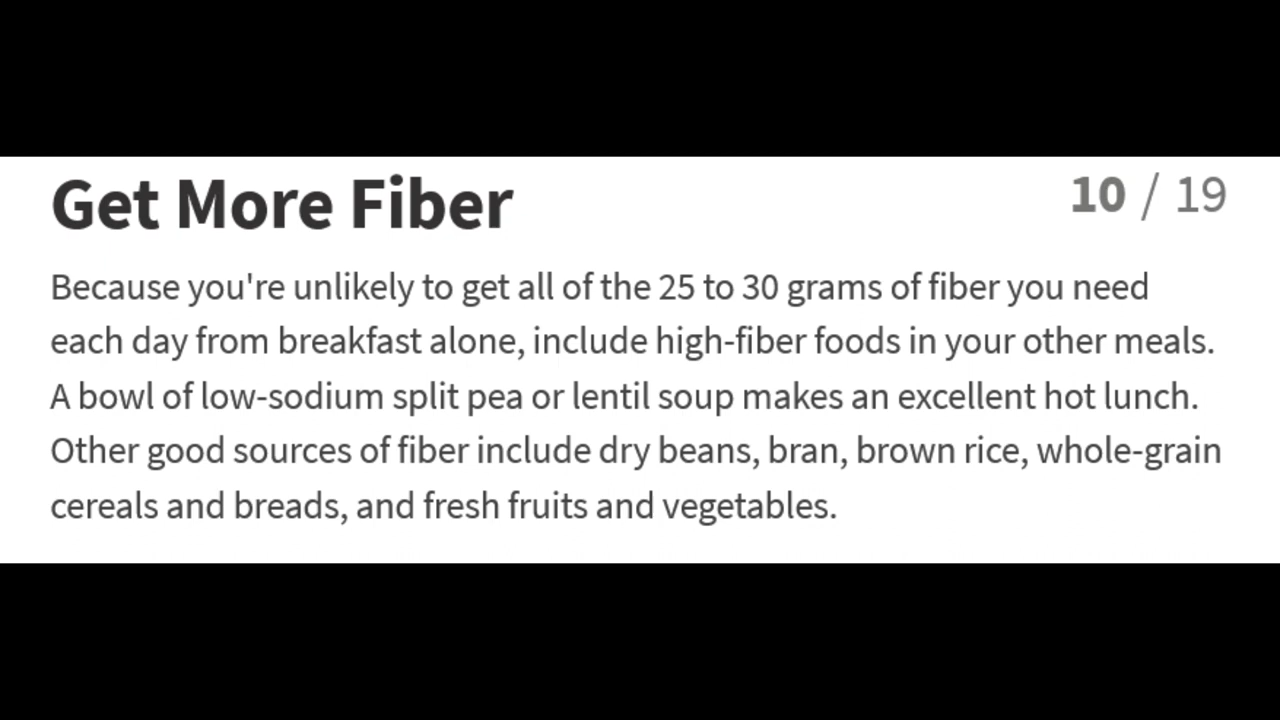 Get More Fiber
10 / 19
Because you're unlikely to get all of the 25 to 30 grams of fiber you need
each day from breakfast alone, include high-fiber foods in your other meals.
A bowl of low-sodium split pea or lentil soup makes an excellent hot lunch.
Other good sources of fiber include dry beans, bran, brown rice, whole-grain
cereals and breads, and fresh fruits and vegetables.